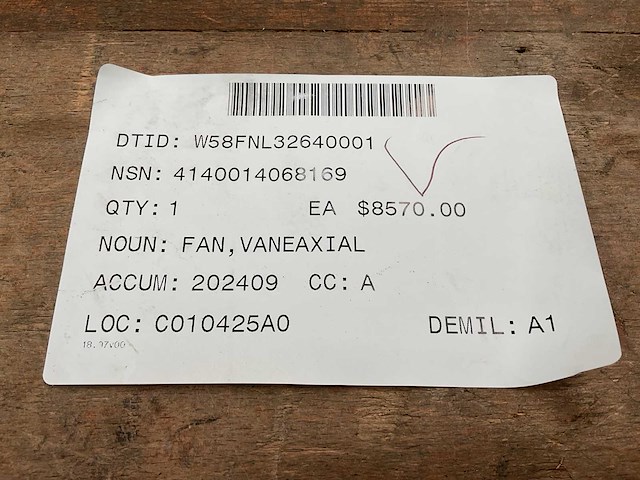 DTID: W58FNL32640001
NSN: 4140014068169
QTY: 1 EA $8570.00
NOUN: FAN,VANEAXIAL
ACCUM: 202409 CC: A
LOC: C010425A0 DEMIL: A1